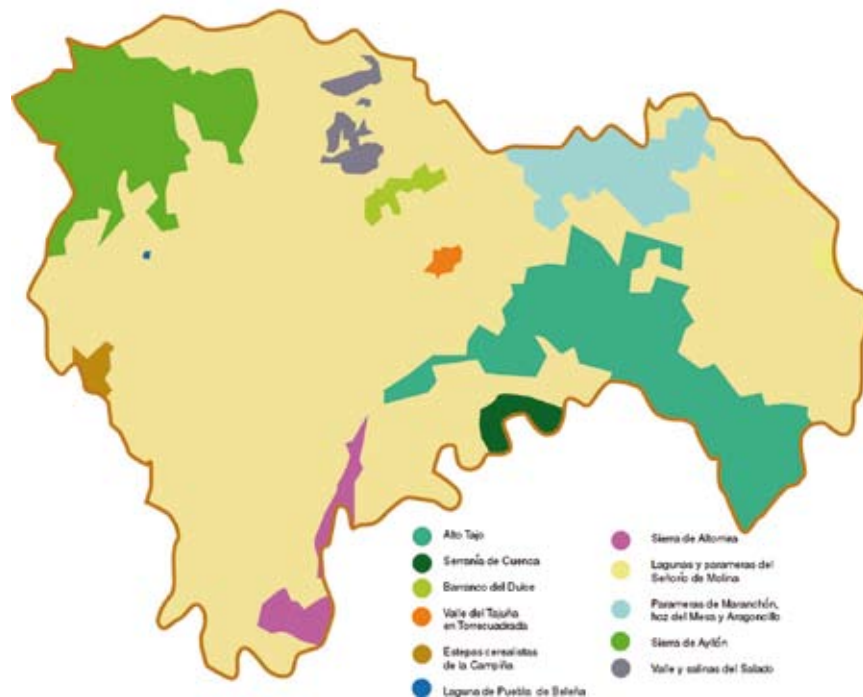 Alto Tajo
Serranía de Cuenca
Barranco del Dulce
Valle del Tajuña
en Torrecuadrada
Estepas cerealistas
de la Campiña
Laguna de Puebla de Beleña
Sierra de Altomira
Lagunas y parameras del
Señorío de Molina
Parameras de Maranchón,
hoz del Mesa y Aragoncillo
Sierra de Ayllón
Valle y salinas del Salado